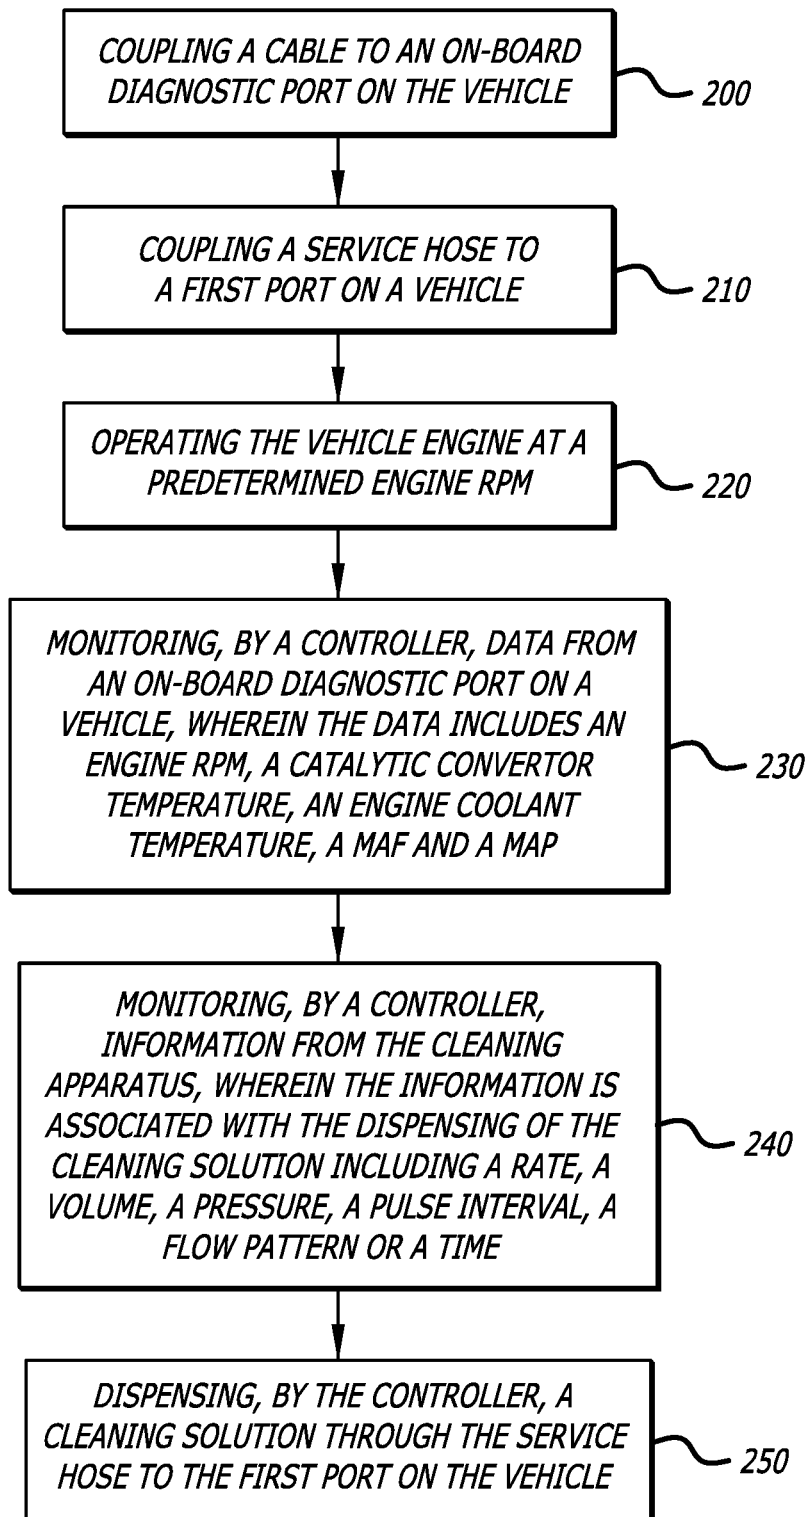 COUPLING A CABLE TO AN ON-BOARD
DIAGNOSTIC PORT ON THE VEHICLE
200
COUPLING A SERVICE HOSE TO
A FIRST PORT ON A VEHICLE
210
OPERATING THE VEHICLE ENGINE AT A
PREDETERMINED ENGINE RPM
220
MONITORING, BY A CONTROLLER, DATA FROM
AN ON-BOARD DIAGNOSTIC PORT ON A
VEHICLE, WHEREIN THE DATA INCLUDES AN
ENGINE RPM, A CATALYTIC CONVERTOR
TEMPERATURE, AN ENGINE COOLANT
TEMPERATURE, A MAF AND A MAP
230
MONITORING, BY A CONTROLLER,
INFORMATION FROM THE CLEANING
APPARATUS, WHEREIN THE INFORMATION IS
ASSOCIATED WITH THE DISPENSING OF THE
CLEANING SOLUTION INCLUDING A RATE, A
VOLUME, A PRESSURE, A PULSE INTERVAL, A
FLOW PATTERN OR A TIME
240
DISPENSING, BY THE CONTROLLER, A
CLEANING SOLUTION THROUGH THE SERVICE
HOSE TO THE FIRST PORT ON THE VEHICLE
250